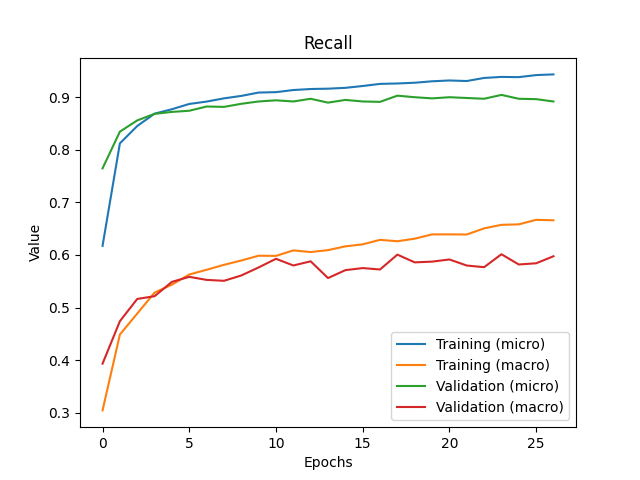 Recall
Value
0.9
0.8
0.7
0.6
0.5
0.4
0.3
0 5 10 15 20 25
Epochs
Training (micro)
Training (macro)
Validation (micro)
Validation (macro)